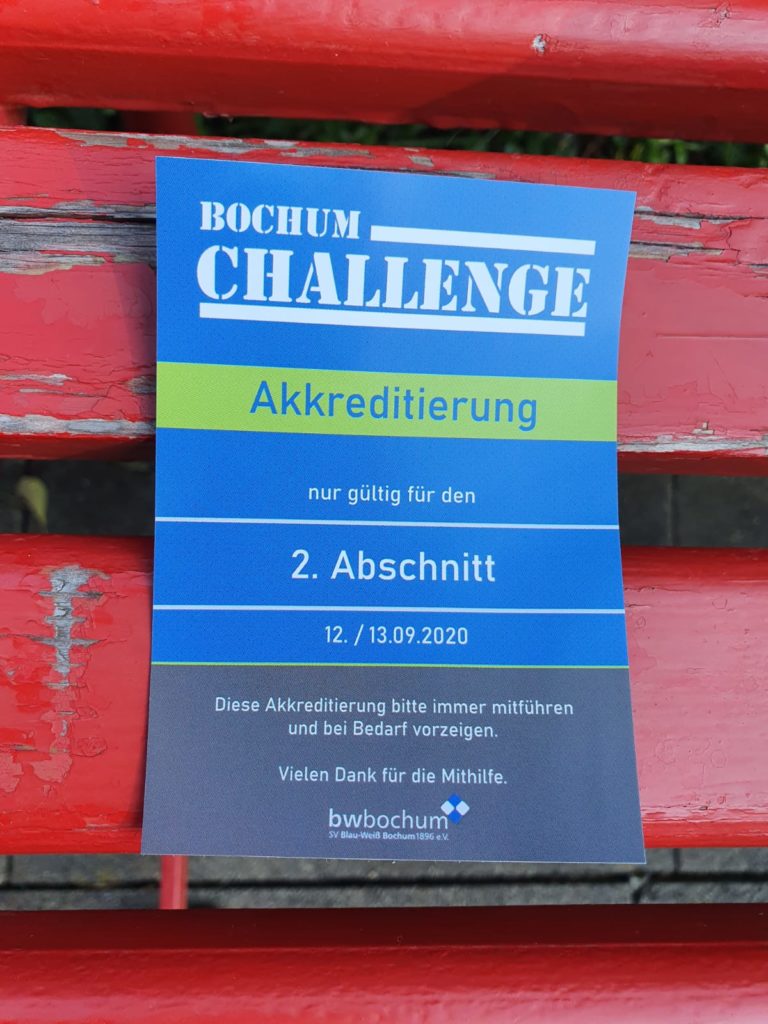 BOCHUM
CHALLENGE
Akkreditierung
nur gültig für den
2. Abschnitt
12. / 13.09.2020
Diese Akkreditierung bitte immer mitführen
und bei Bedarf vorzeigen.
Vielen Dank für die Mithilfe.
bwbochum
SV Blau-Weiß Bochum 1896 e.V.